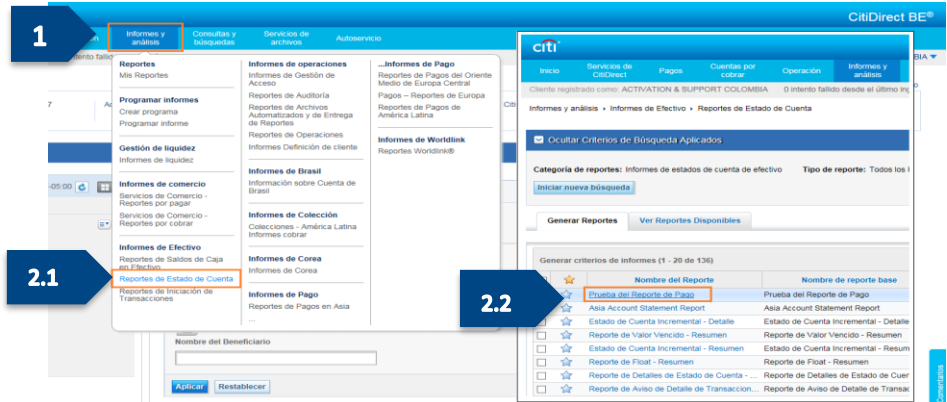 CitiDirect BE®
1
Informes y
análisis
Consultas y
búsquedas
Servicios de
archivos
Autoservicio
Reportes
Mis Reportes
Programar informes
Crear programa
Programar informe
Gestión de liquidez
Informes de liquidez
Informes de comercio
Servicios de Comercio -
Reportes por pagar
Servicios de Comercio -
Reportes por cobrar
Informes de Efectivo
Reportes de Saldos de Caja
en Efectivo
2.1
Reportes de Estado de Cuenta
Reportes de Iniciación de
Transacciones
Informes de operaciones
Informes de Gestión de
Acceso
Reportes de Auditoría
Reportes de Archivos
Automatizados y de Entrega
de Reportes
Reportes de Operaciones
Informes Definición de cliente
Informes de Brasil
Información sobre Cuenta de
Brasil
Informes de Colección
Colecciones - América Latina
Informes cobrar
Informes de Corea
Informes de Corea
Informes de Pago
Reportes de Pagos en Asia
...
...Informes de Pago
Reportes de Pagos del Oriente
Medio de Europa Central
Pagos – Reportes de Europa
Reportes de Pagos de
América Latina
Informes de Worldlink
Reportes Worldlink®
-05:00
Nombre del Beneficiario
Aplicar
Restablecer
citi
Inicio
Servicios de
CitiDirect
Pagos
Cuentas por
cobrar
Operación
Informes y
análisis
Cliente registrado como: ACTIVATION & SUPPORT COLOMBIA
0 intento fallido desde el último
Informes y análisis › Informes de Efectivo › Reportes de Estado de Cuenta
Ocultar Criterios de Búsqueda Aplicados
Categoría de reportes: Informes de estados de cuenta de efectivo
Tipo de reporte: Todos los
Iniciar nueva búsqueda
Generar Reportes
Ver Reportes Disponibles
Generar criterios de informes (1 - 20 de 136)
Nombre del Reporte
Nombre de reporte base
2.2
Prueba del Reporte de Pago
Prueba del Reporte de Pago
Asia Account Statement Report
Asia Account Statement Report
Estado de Cuenta Incremental - Detalle
Estado de Cuenta Incremental - Detalle
Reporte de Valor Vencido - Resumen
Reporte de Valor Vencido - Resumen
Estado de Cuenta Incremental - Resumen
Estado de Cuenta Incremental - Resum
Reporte de Float - Resumen
Reporte de Float - Resumen
Reporte de Detalles de Estado de Cuenta - ...
Reporte de Detalles de Estado de Cuer
Reporte de Aviso de Detalle de Transaccion...
Reporte de Aviso de Detalle de Transac